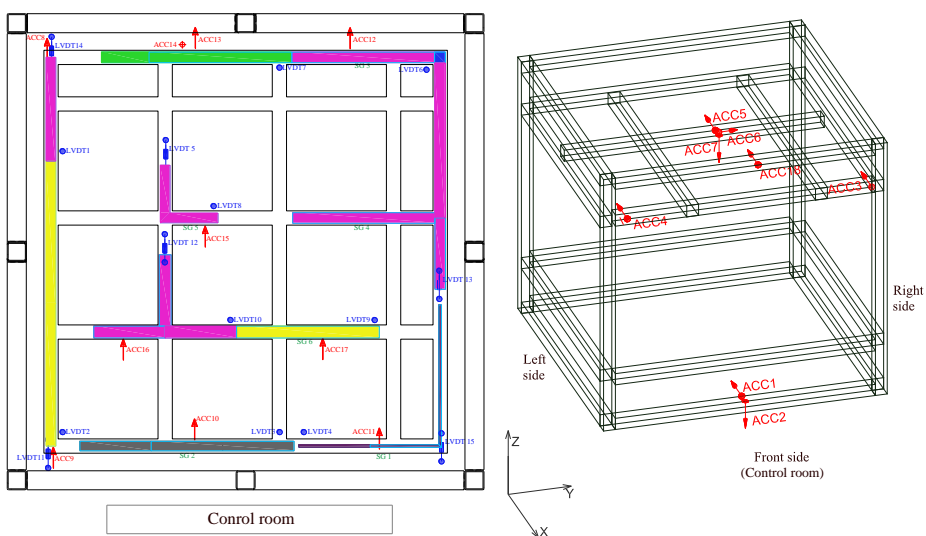 ACC8
LVDT14
ACC14
ACC13
ACC12
SG 3
LVDT7
LVDT6
LVDT1
LVDT 5
LVDT8
SG 5
SG 4
ACC15
LVDT 12
LVDT 13
LVDT10
LVDT9
ACC16
SG 6
ACC17
LVDT2
ACC10
LVDT3
LVDT4
ACC11
LVDT 15
LVDT11
ACC9
SG 2
SG 1
Conrol room
ACC5
ACC6
ACC7
ACC3
ACC4
Right
side
Left
side
ACC1
ACC2
Front side
(Control room)
Z
Y
X